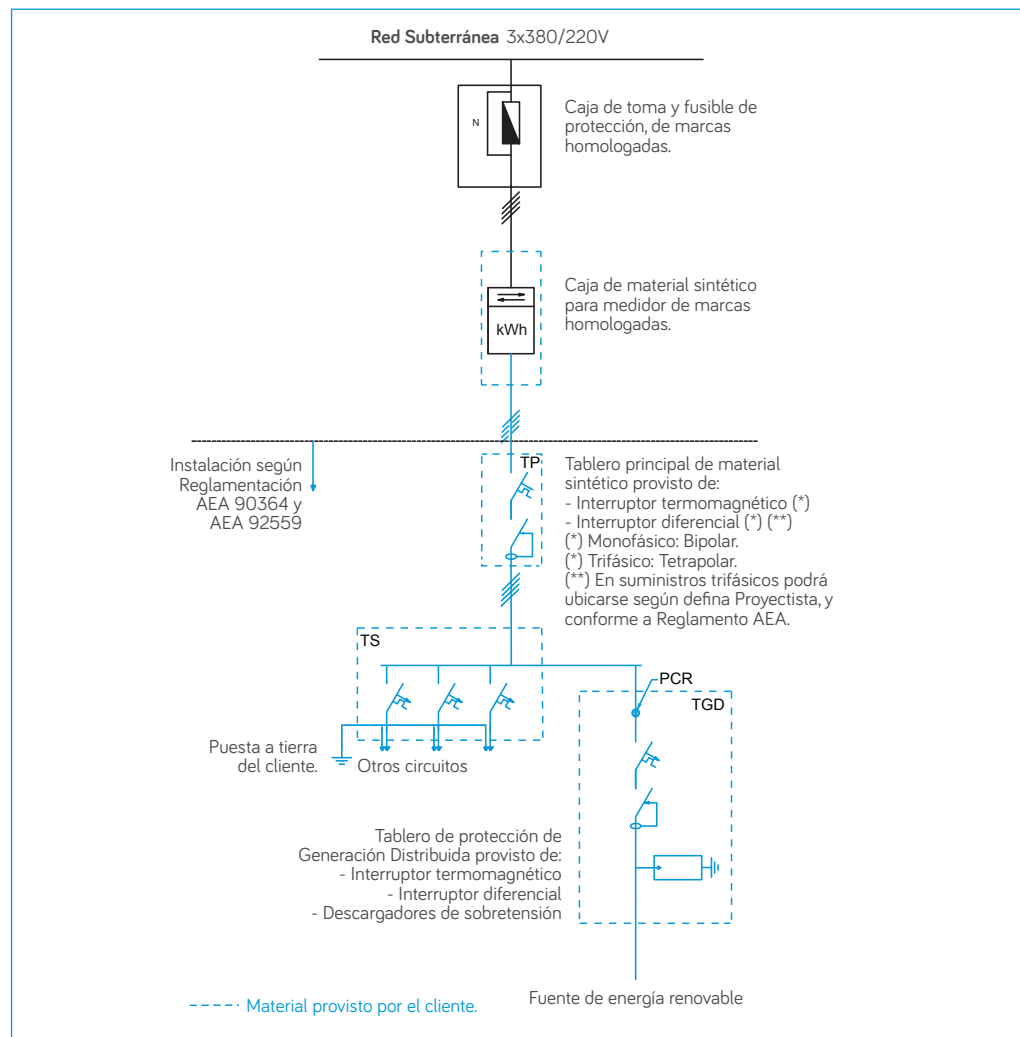 Red Subterránea 3x380/220V
N
Caja de toma y fusible de
protección, de marcas
homologadas.
Caja de material sintético
para medidor de marcas
homologadas.
kWh
Instalación según
Reglamentación
AEA 90364 y
AEA 92559
TP
Tablero principal de material
sintético provisto de:
- Interruptor termomagnético (*)
- Interruptor diferencial (*) (**)
(*) Monofásico: Bipolar.
(*) Trifásico: Tetrapolar.
(**) En suministros trifásicos podrá
ubicarse según defina Proyectista, y
conforme a Reglamento AEA.
TS
PCR
TGD
Puesta a tierra
del cliente.
Otros circuitos
Tablero de protección de
Generación Distribuida provisto de:
- Interruptor termomagnético
- Interruptor diferencial
- Descargadores de sobretensión
Fuente de energía renovable
Material provisto por el cliente.